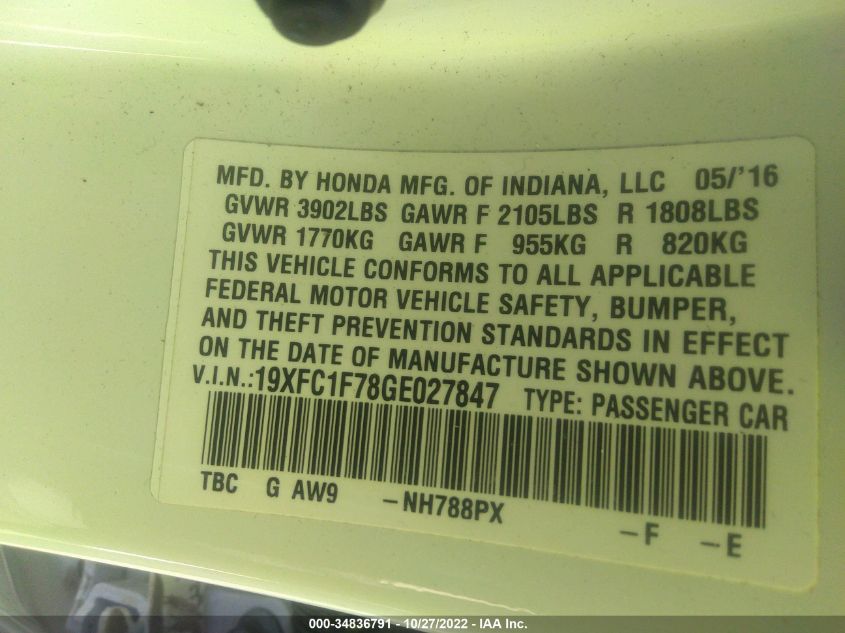 MFD. BY HONDA MFG. OF INDIANA, LLC 05/'16
GVWR 3902LBS GAWR F 2105LBS R 1808LBS
GVWR 1770KG GAWR F 955KG R 820KG
THIS VEHICLE CONFORMS TO ALL APPLICABLE
FEDERAL MOTOR VEHICLE SAFETY, BUMPER,
AND THEFT PREVENTION STANDARDS IN EFFECT
ON THE DATE OF MANUFACTURE SHOWN ABOVE.
V.I.N.:19XFC1F78GE027847 TYPE: PASSENGER CAR
TBC G AW9 -NH788PX -F -E
000-34836791 - 10/27/2022 - IAA Inc.